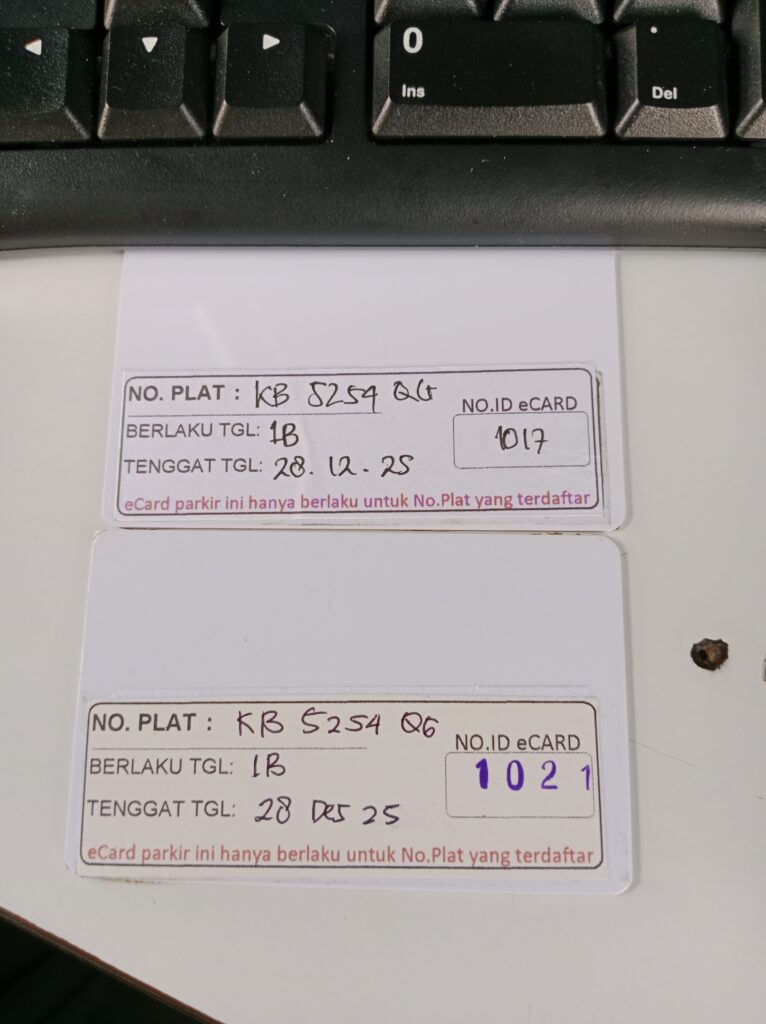 0
Ins
.
Del
NO. PLAT : KB 5254 QG
NO.ID eCARD
BERLAKU TGL: 1B
1017
TENGGAT TGL: 28.12.25
eCard parkir ini hanya berlaku untuk No.Plat yang terdaftar
NO. PLAT : KB 5254 QG
NO.ID eCARD
BERLAKU TGL: 1B
1021
TENGGAT TGL: 28 Des 25
eCard parkir ini hanya berlaku untuk No.Plat yang terdaftar